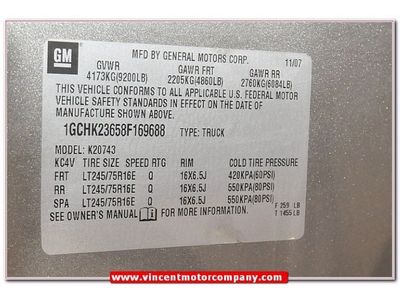 GM
MFD BY GENERAL MOTORS CORP. 11/07
GVWR GAWR FRT GAWR RR
4173KG(9200LB) 2205KG(4860LB) 2760KG(6084LB)
THIS VEHICLE CONFORMS TO ALL APPLICABLE U.S. FEDERAL MOTOR
VEHICLE SAFETY STANDARDS IN EFFECT ON THE DATE OF
MANUFACTURE SHOWN ABOVE.
1GCHK23658F169688 TYPE: TRUCK
MODEL: K20743
KC4V TIRE SIZE SPEED RTG RIM COLD TIRE PRESSURE
FRT LT245/75R16E Q 16X6.5J 420KPA(60PSI)
RR LT245/75R16E Q 16X6.5J 550KPA(80PSI)
SPA LT245/75R16E Q 16X6.5J 550KPA(80PSI)
SEE OWNER'S MANUAL FOR MORE INFORMATION.
F 259 LB
T 1455 LB
www.vincentmotorcompany.com